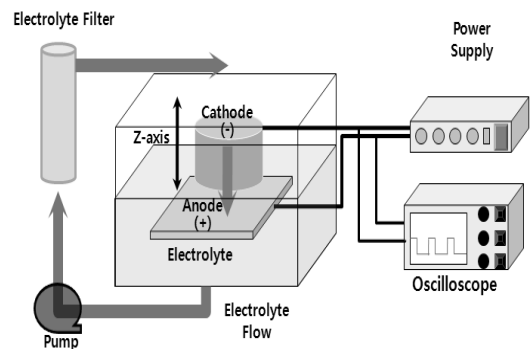 Electrolyte Filter
Power
Supply
Cathode
(-)
Z-axis
Anode
(+)
Electrolyte
Oscilloscope
Electrolyte
Flow
Pump